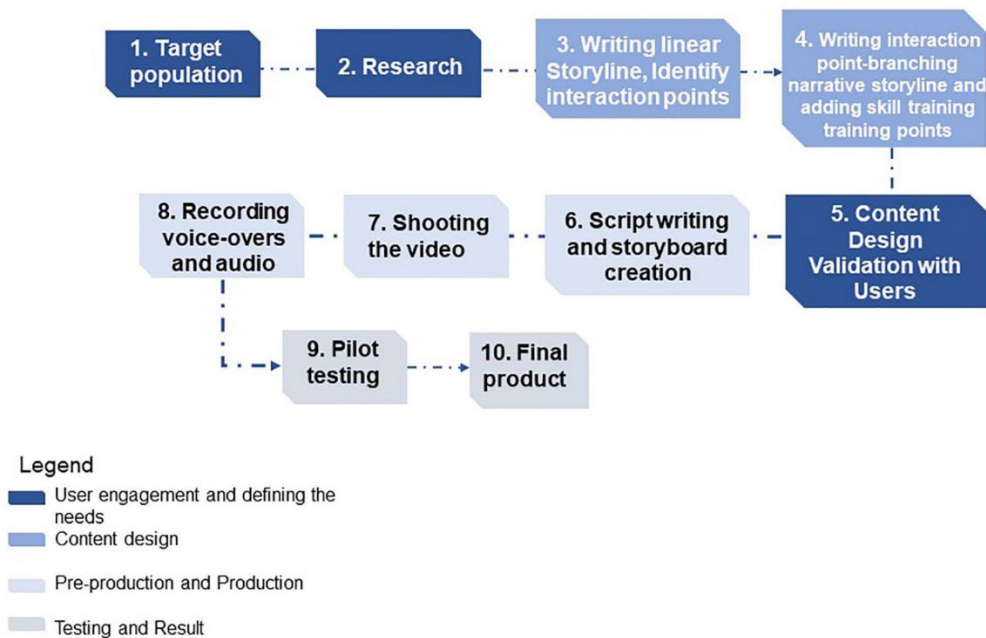 1. Target
population
2. Research
3. Writing linear
Storyline, Identify
interaction points
4. Writing interaction
point-branching
narrative storyline and
adding skill training
training points
5. Content
Design
Validation with
Users
6. Script writing
and storyboard
creation
7. Shooting
the video
8. Recording
voice-overs
and audio
9. Pilot
testing
10. Final
product
Legend
User engagement and defining the
needs
Content design
Pre-production and Production
Testing and Result